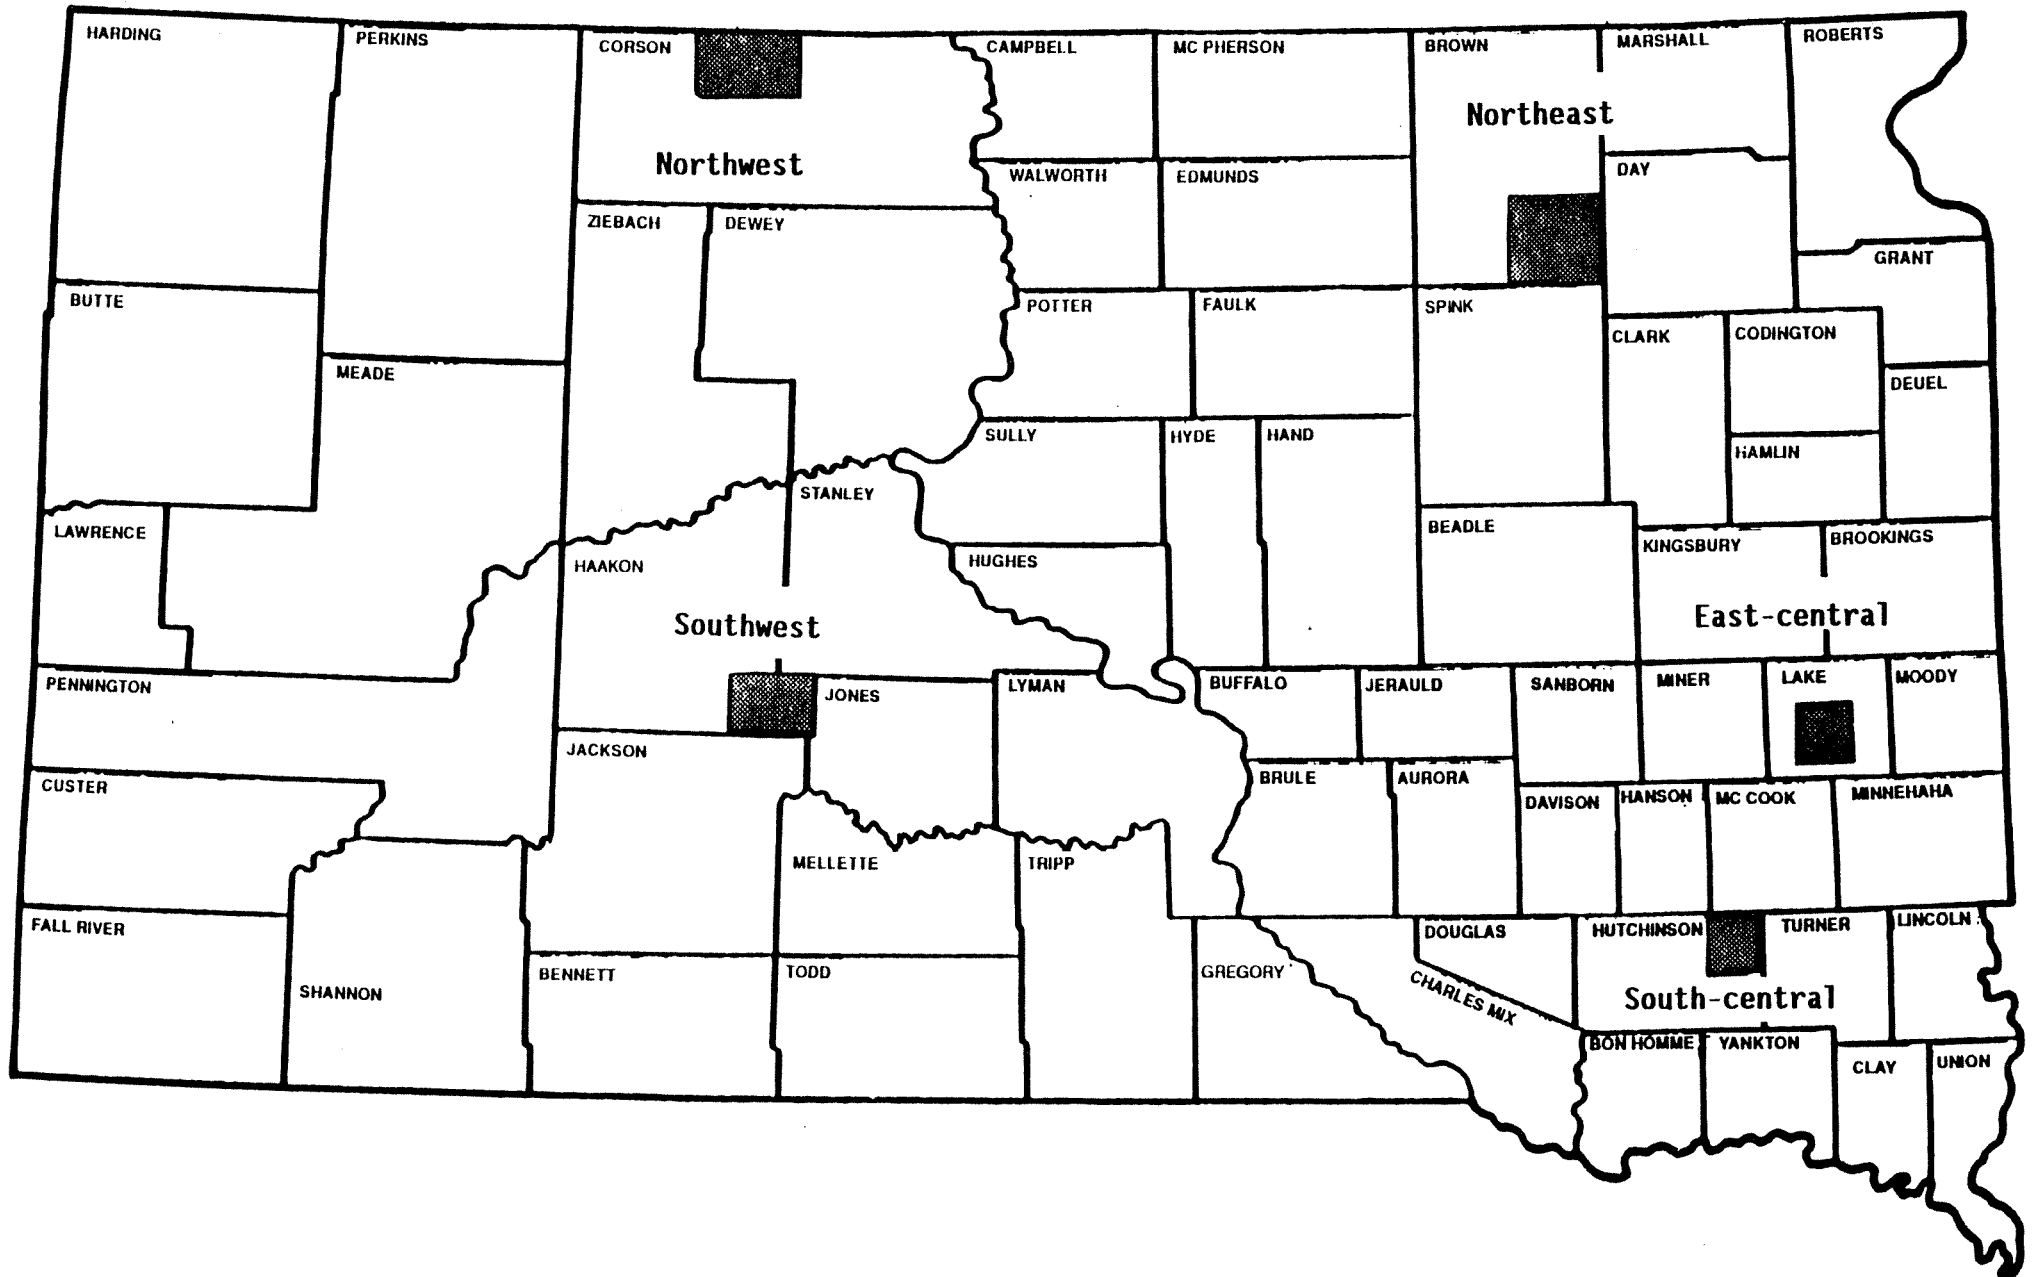 HARDING
PERKINS
CORSON
CAMPBELL
MC PHERSON
BROWN
MARSHALL
ROBERTS
Northeast
Northwest
WALWORTH
EDMUNDS
DAY
ZIEBACH
DEWEY
GRANT
BUTTE
POTTER
FAULK
SPINK
CLARK
CODINGTON
MEADE
DEUEL
SULLY
HYDE
HAND
HAMLIN
STANLEY
LAWRENCE
BEADLE
KINGSBURY
BROOKINGS
HAAKON
HUGHES
Southwest
East-central
PENNINGTON
JONES
LYMAN
BUFFALO
JERAULD
SANBORN
MINER
LAKE
MOODY
JACKSON
CUSTER
BRULE
AURORA
DAVISON
HANSON
MC COOK
MINNEHAHA
MELLETTE
TRIPP
FALL RIVER
DOUGLAS
HUTCHINSON
TURNER
LINCOLN
SHANNON
BENNETT
TODD
GREGORY
CHARLES MIX
South-central
BON HOMME
YANKTON
CLAY
UNION